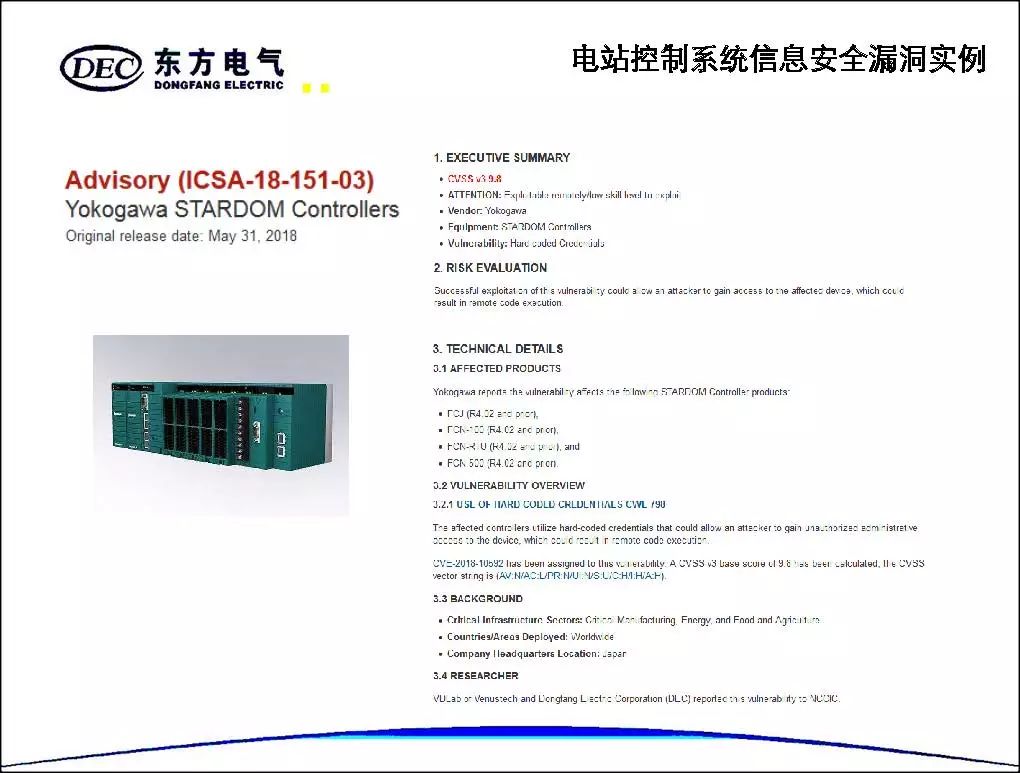 DEC 东方电气
DONGFANG ELECTRIC
电站控制系统信息安全漏洞实例
Advisory (ICSA-18-151-03)
Yokogawa STARDOM Controllers
Original release date: May 31, 2018
1. EXECUTIVE SUMMARY
• CVSS v3 9.8
• ATTENTION: Exploitable remotely/low skill level to exploit
• Vendor: Yokogawa
• Equipment: STARDOM Controllers
• Vulnerability: Hard-coded Credentials
2. RISK EVALUATION
Successful exploitation of this vulnerability could allow an attacker to gain access to the affected device, which could
result in remote code execution.
3. TECHNICAL DETAILS
3.1 AFFECTED PRODUCTS
Yokogawa reports the vulnerability affects the following STARDOM Controller products:
• FCJ (R4.02 and prior),
• FCN-100 (R4.02 and prior),
• FCN-RTU (R4.02 and prior), and
• FCN-500 (R4.02 and prior).
3.2 VULNERABILITY OVERVIEW
3.2.1 USE OF HARD-CODED CREDENTIALS CWE-798
The affected controllers utilize hard-coded credentials that could allow an attacker to gain unauthorized administrative
access to the device, which could result in remote code execution.
CVE-2018-10592 has been assigned to this vulnerability. A CVSS v3 base score of 9.8 has been calculated; the CVSS
vector string is (AV:N/AC:L/PR:N/UI:N/S:U/C:H/I:H/A:H).
3.3 BACKGROUND
• Critical Infrastructure Sectors: Critical Manufacturing, Energy, and Food and Agriculture
• Countries/Areas Deployed: Worldwide
• Company Headquarters Location: Japan
3.4 RESEARCHER
VDLab of Venustech and Dongfang Electric Corporation (DEC) reported this vulnerability to NCCIC.